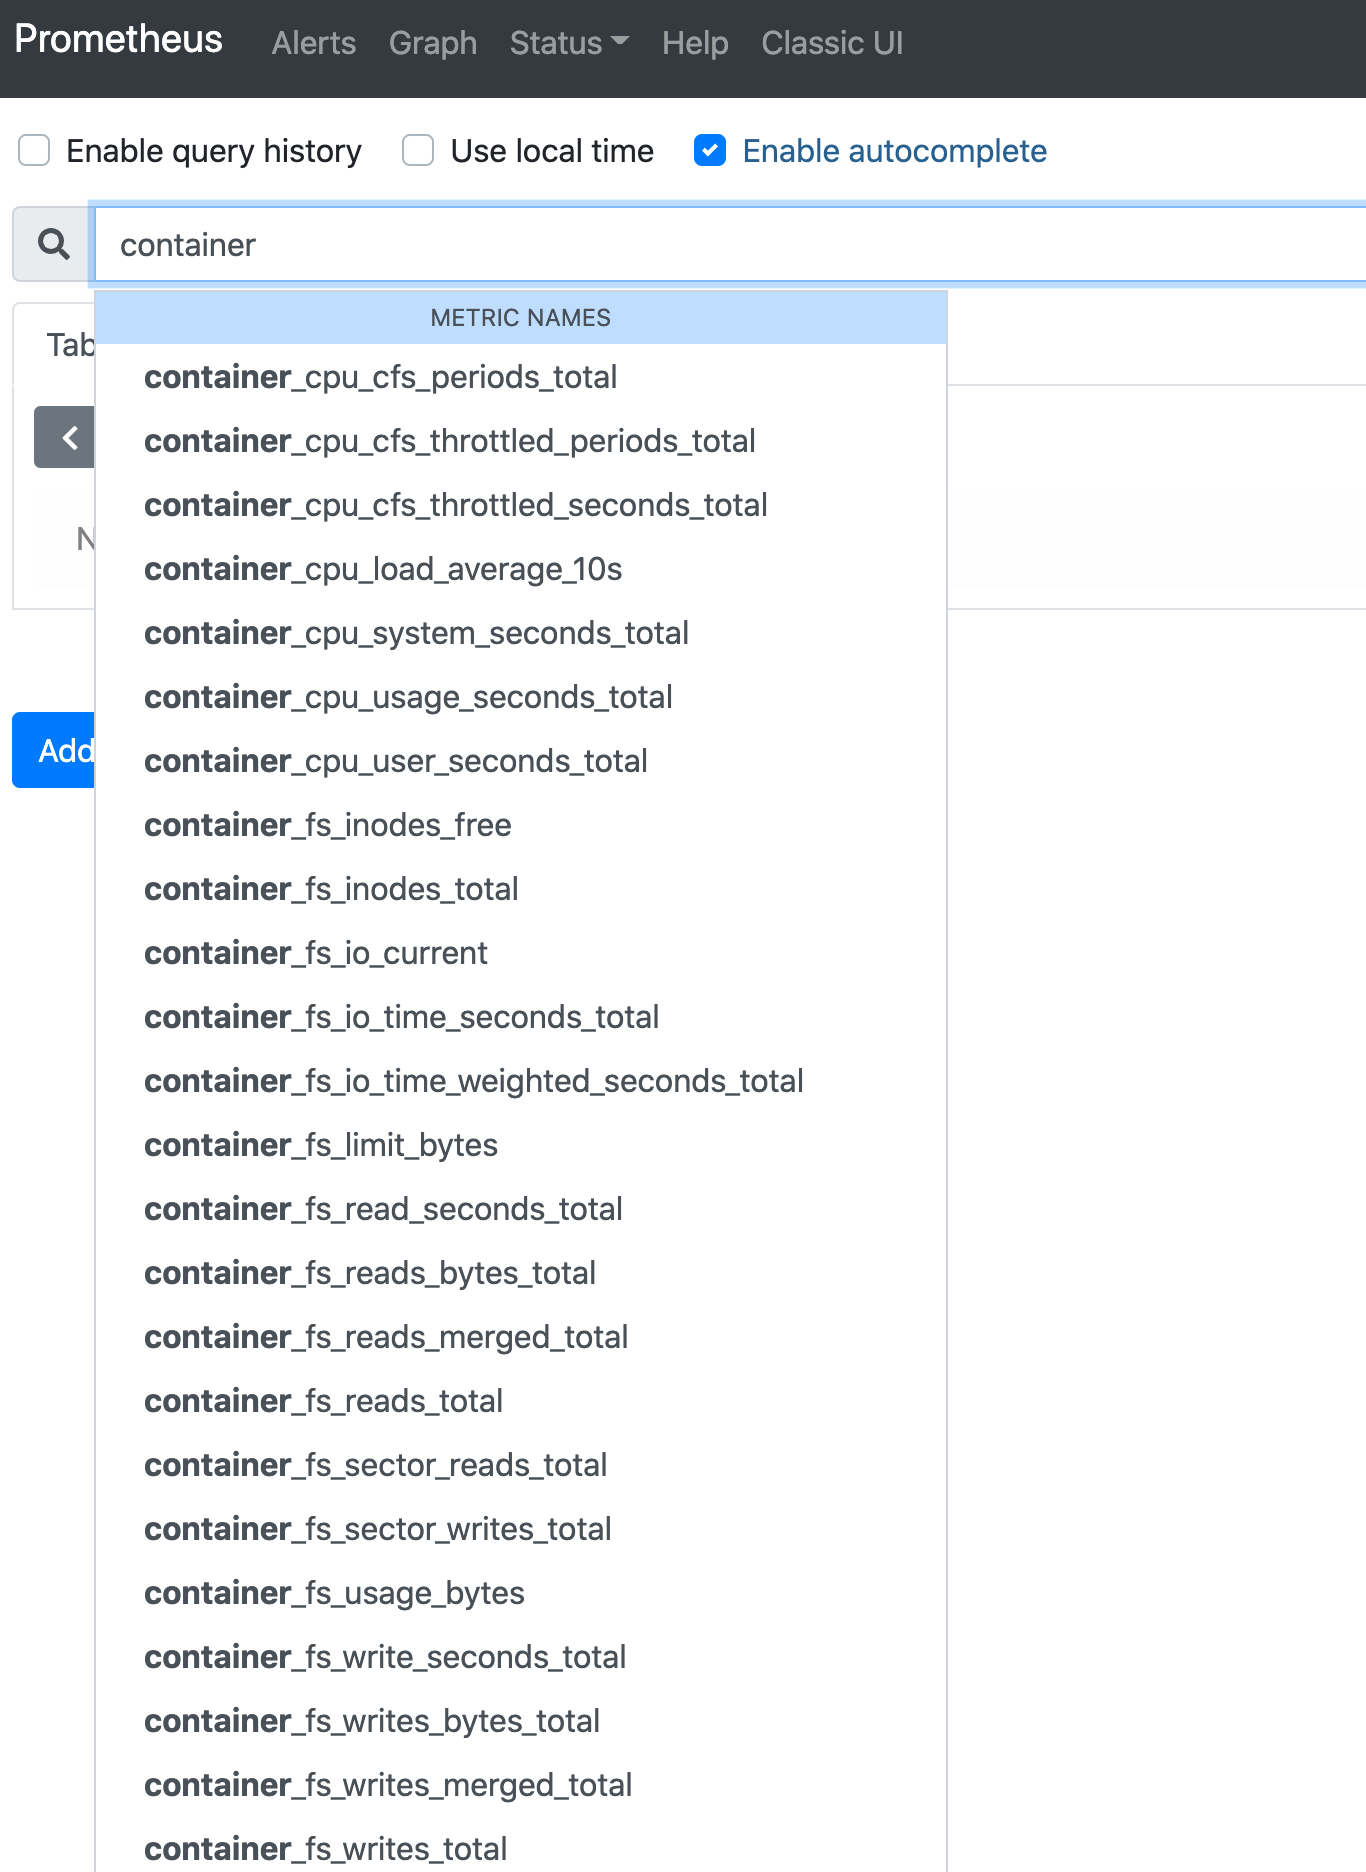 Prometheus Alerts Graph Status Help Classic UI
Enable query history Use local time Enable autocomplete
container
METRIC NAMES
Tab
container_cpu_cfs_periods_total
container_cpu_cfs_throttled_periods_total
container_cpu_cfs_throttled_seconds_total
N
container_cpu_load_average_10s
container_cpu_system_seconds_total
container_cpu_usage_seconds_total
Add
container_cpu_user_seconds_total
container_fs_inodes_free
container_fs_inodes_total
container_fs_io_current
container_fs_io_time_seconds_total
container_fs_io_time_weighted_seconds_total
container_fs_limit_bytes
container_fs_read_seconds_total
container_fs_reads_bytes_total
container_fs_reads_merged_total
container_fs_reads_total
container_fs_sector_reads_total
container_fs_sector_writes_total
container_fs_usage_bytes
container_fs_write_seconds_total
container_fs_writes_bytes_total
container_fs_writes_merged_total
container_fs_writes_total